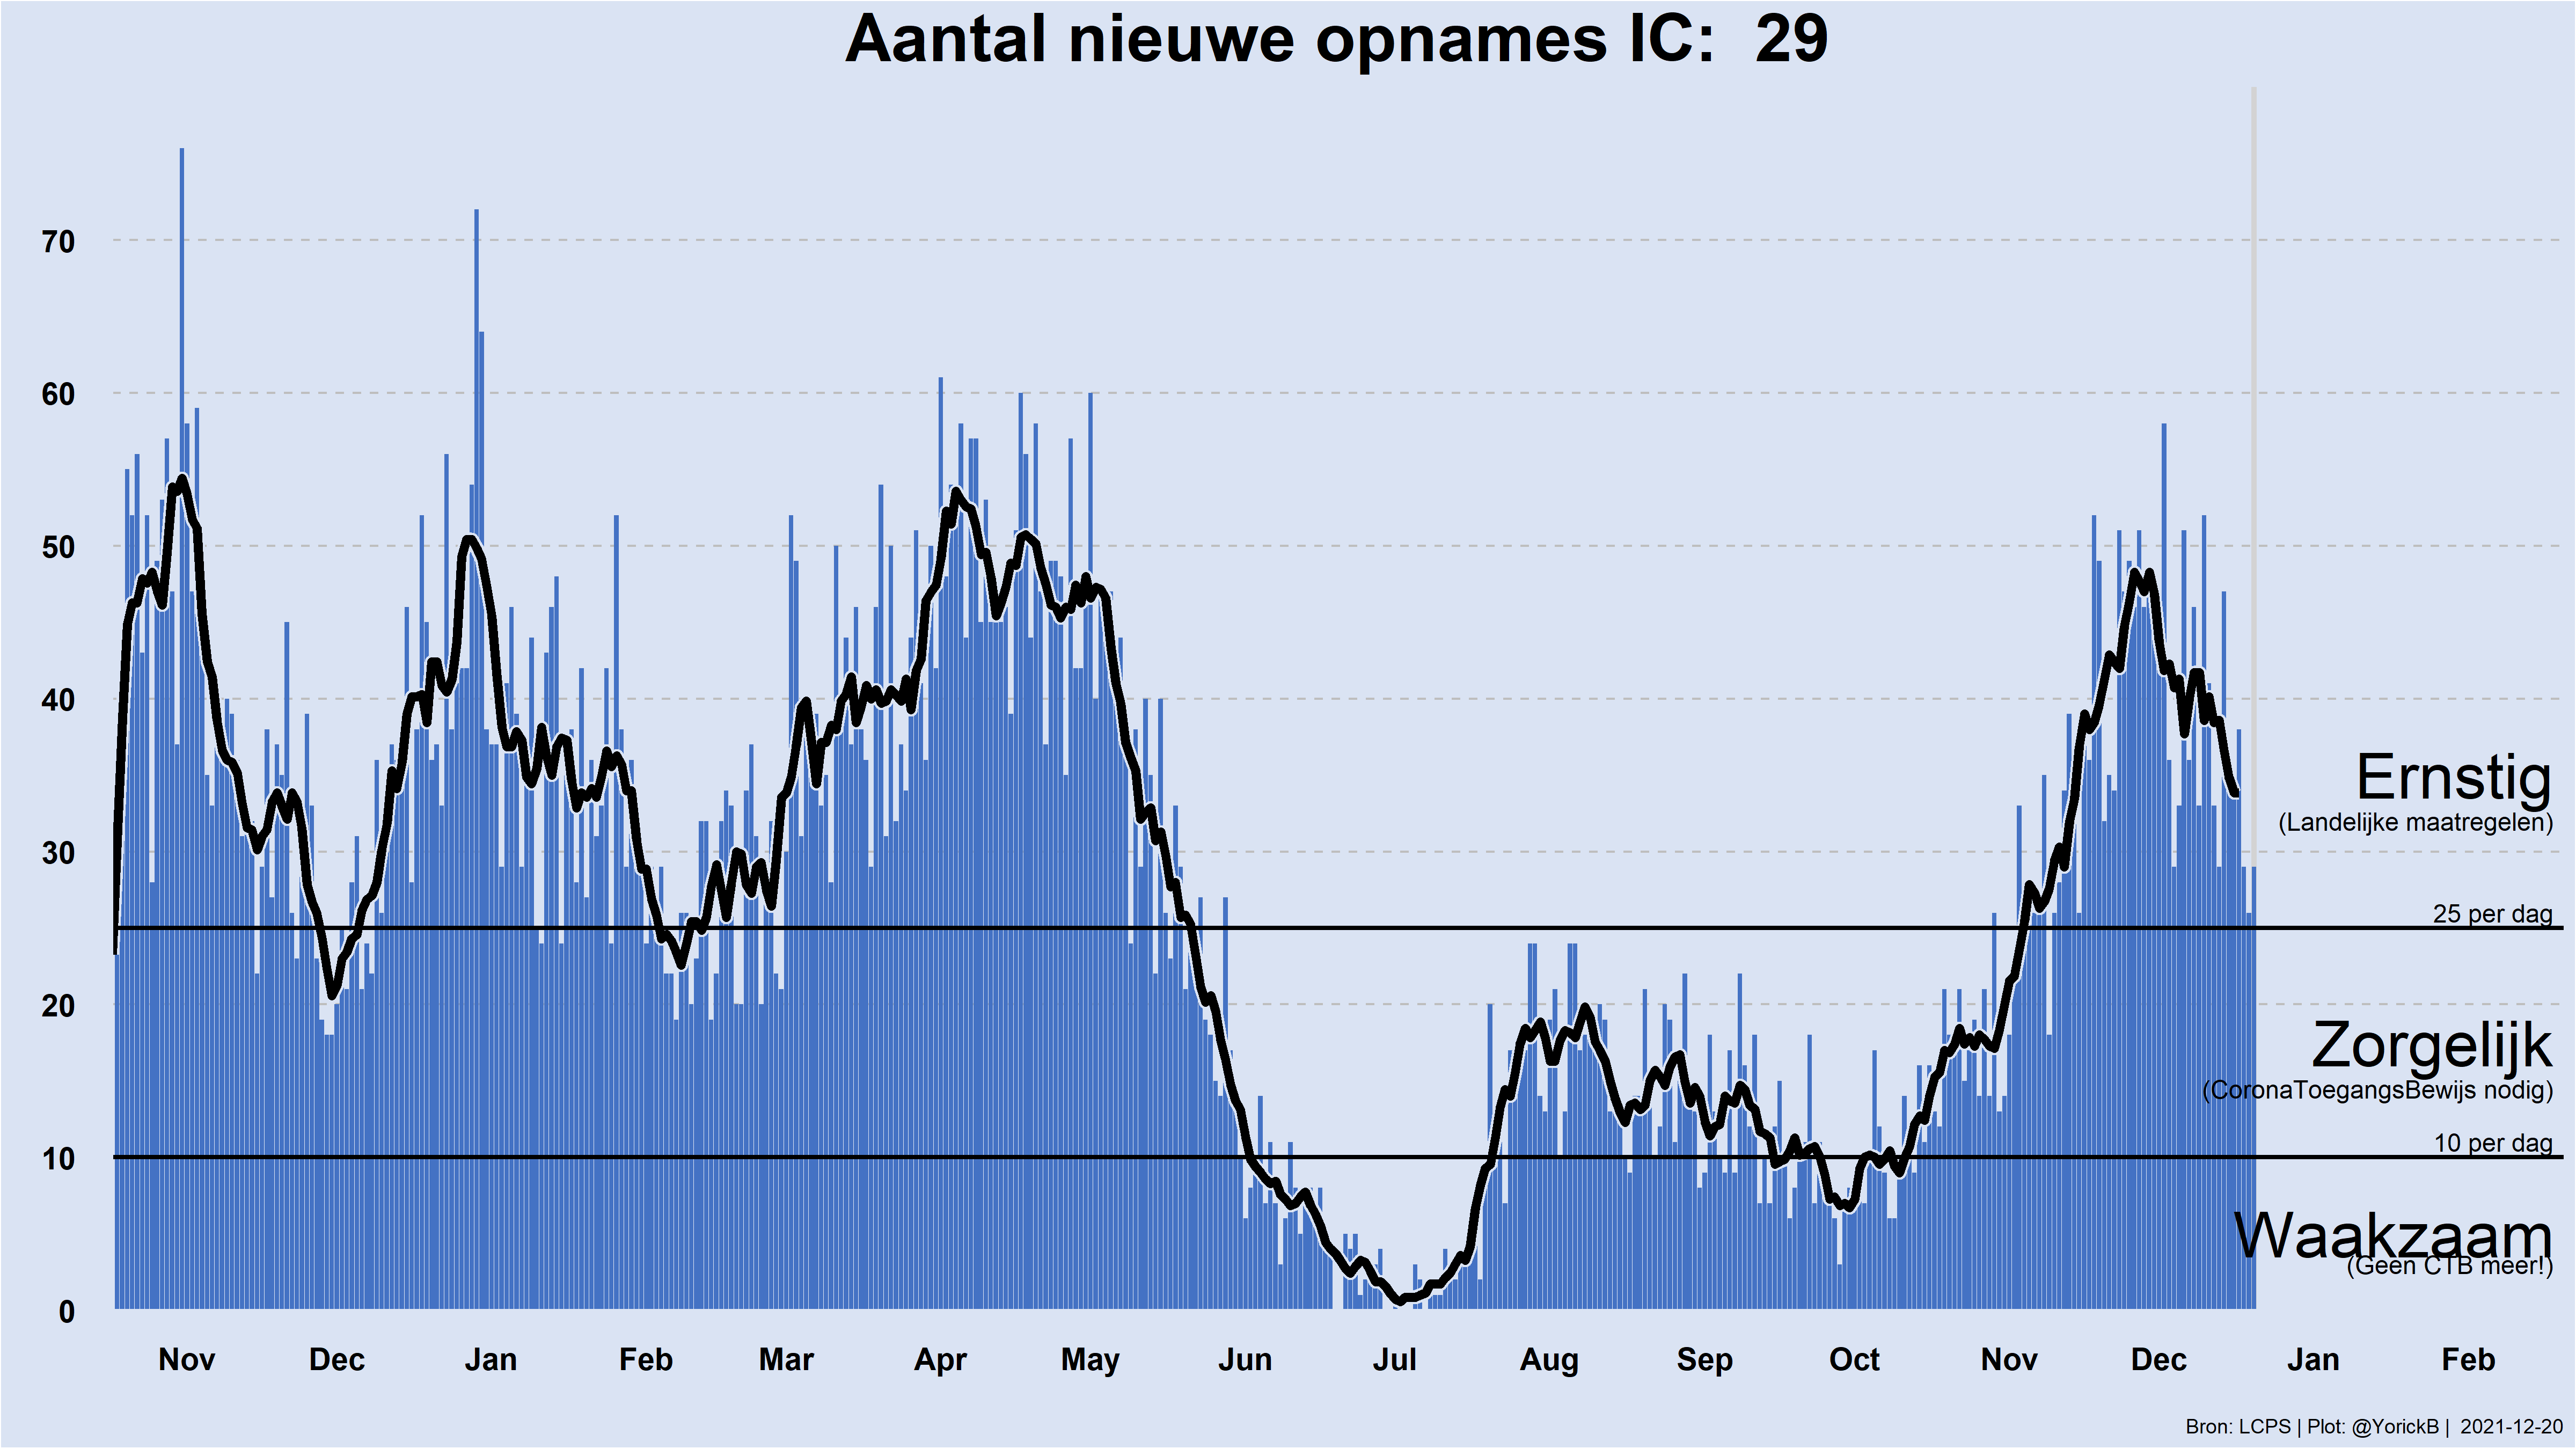 Aantal nieuwe opnames IC:  29
70
60
50
40
30
20
10
0
Ernstig
(Landelijke maatregelen)
25 per dag
Zorgelijk
(CoronaToegangsBewijs nodig)
10 per dag
Waakzaam
(Geen CTB meer!)
Nov Dec Jan Feb Mar Apr May Jun Jul Aug Sep Oct Nov Dec Jan Feb
Bron: LCPS | Plot: @YorickB |  2021-12-20